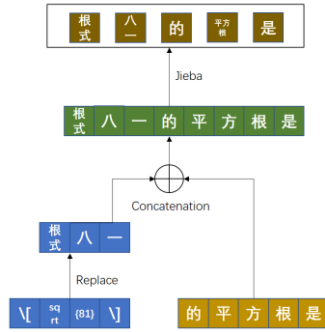 根式 八一 的 平方根 是
Jieba
根式 八 一 的 平 方 根 是
Concatenation
根式 八 一
Replace
\[ sqrt {81} \] 的 平 方 根 是